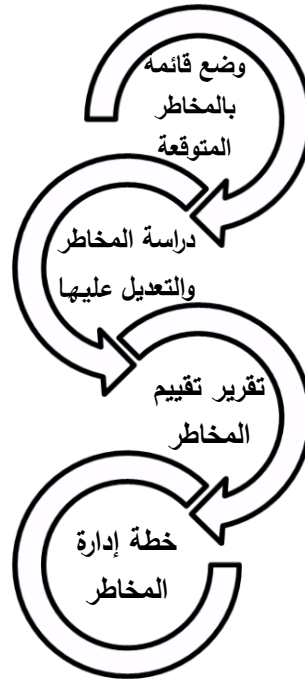 وضع قائمة
بالمخاطر
المتوقعة
دراسة المخاطر
والتعديل عليها
تقرير تقييم
المخاطر
خطة إدارة
المخاطر